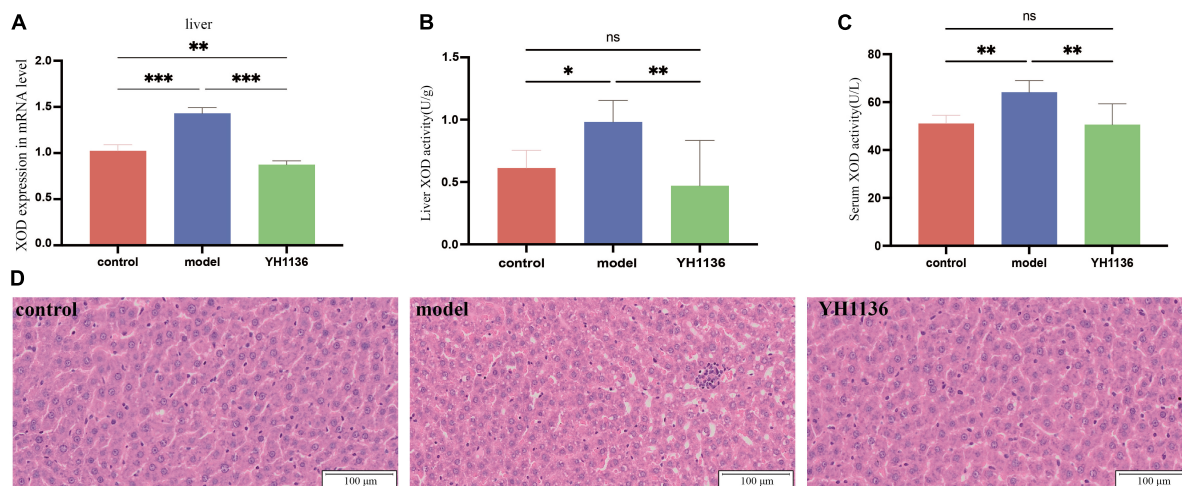 A
liver
XOD expression in mRNA level
2.0
1.5
1.0
0.5
0.0
**
***
***
control
model
YH1136
B
Liver XOD activity(U/g)
1.5
1.0
0.5
0.0
ns
*
**
control
model
YH1136
C
Serum XOD activity(U/L)
80
60
40
20
0
ns
**
**
control
model
YH1136
D
control
100 μm
model
100 μm
YH1136
100 μm